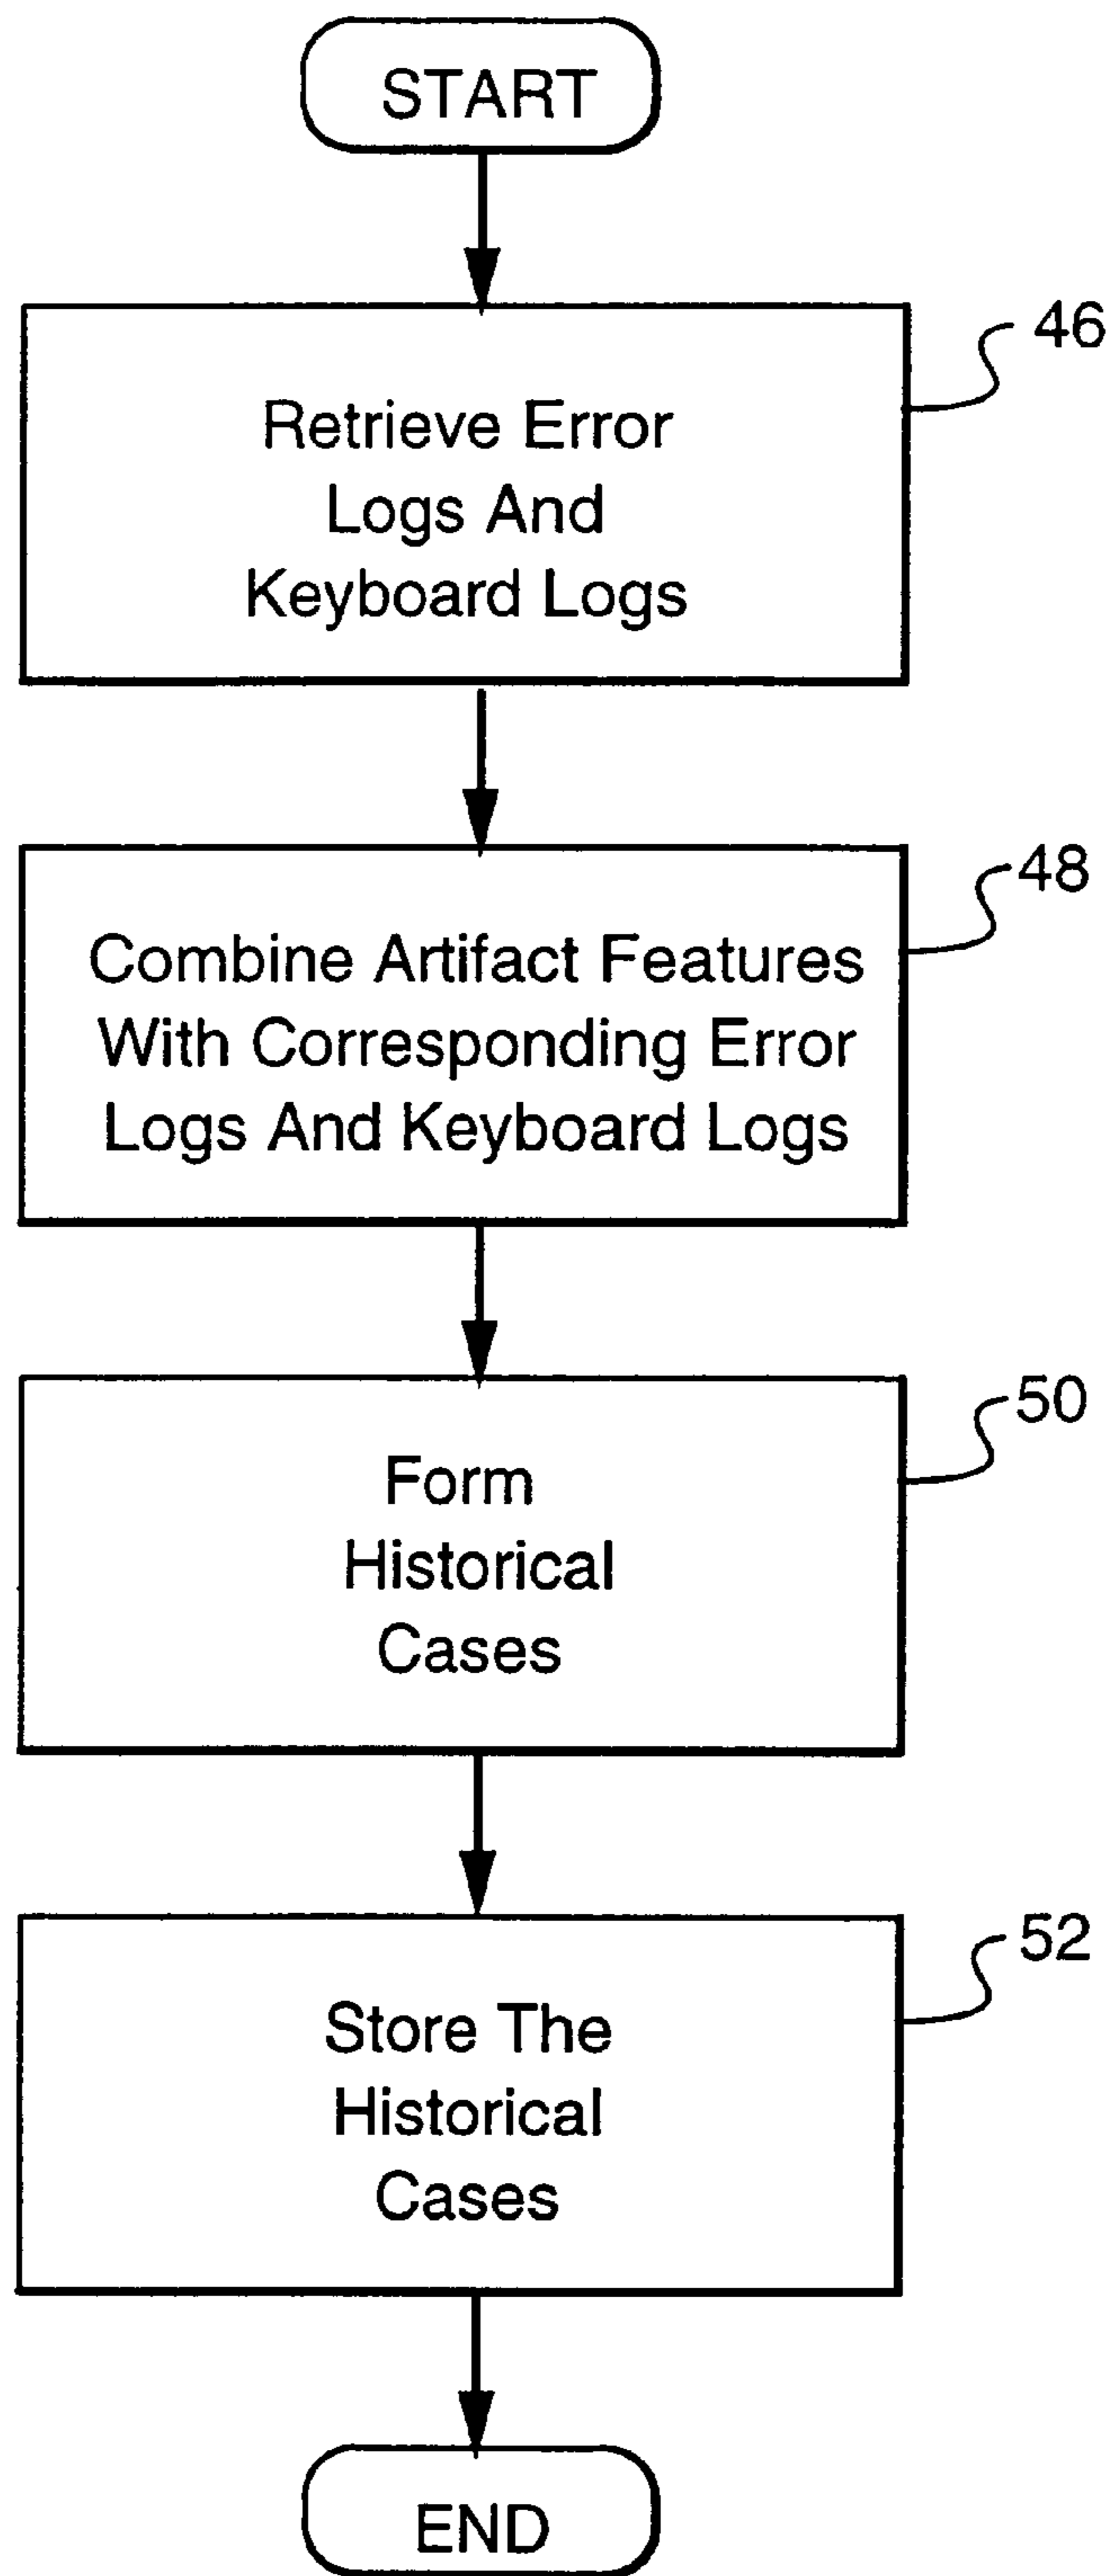 START
46
Retrieve Error
Logs And
Keyboard Logs
48
Combine Artifact Features
With Corresponding Error
Logs And Keyboard Logs
50
Form
Historical
Cases
52
Store The
Historical
Cases
END